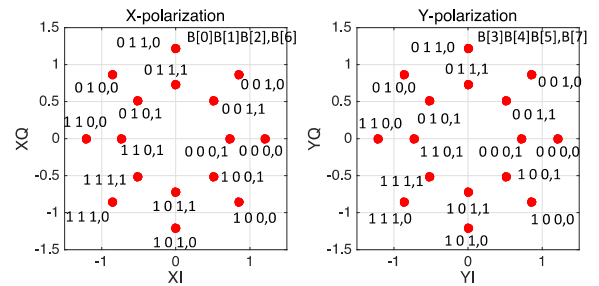 X-polarization
1.5
1
0.5
0
-0.5
-1
-1.5
XQ
B[0]B[1]B[2],B[6]
0 1 1,0
0 1 1,1
0 1 0,0
0 0 1,0
0 1 0,1
0 0 1,1
1 1 0,0
1 1 0,1
0 0 0,1
0 0 0,0
1 1 1,1
1 0 0,1
1 1 1,0
1 0 1,1
1 0 0,0
1 0 1,0
-1
0
1
XI
Y-polarization
1.5
1
0.5
0
-0.5
-1
-1.5
YQ
B[3]B[4]B[5],B[7]
0 1 1,0
0 1 1,1
0 1 0,0
0 0 1,0
0 1 0,1
0 0 1,1
1 1 0,0
1 1 0,1
0 0 0,1
0 0 0,0
1 1 1,1
1 0 0,1
1 1 1,0
1 0 1,1
1 0 0,0
1 0 1,0
-1
0
1
YI